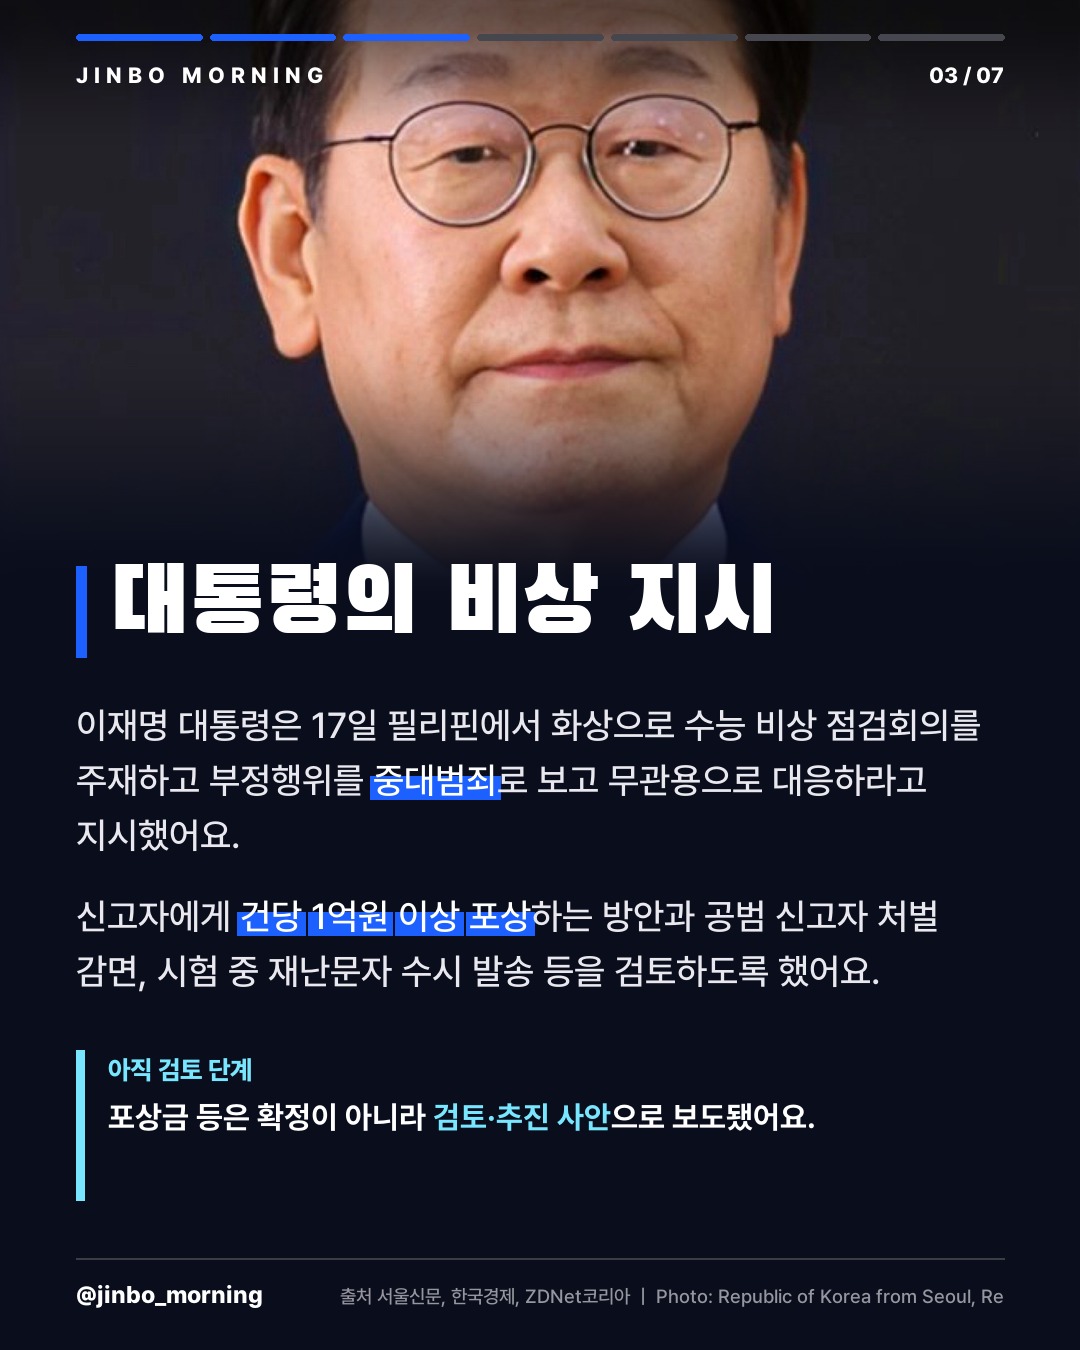 JINBO MORNING
03 / 07
대통령의 비상 지시
이재명 대통령은 17일 필리핀에서 화상으로 수능 비상 점검회의를
주재하고 부정행위를 중대범죄로 보고 무관용으로 대응하라고
지시했어요.
신고자에게 건당 1억원 이상 포상하는 방안과 공범 신고자 처벌
감면, 시험 중 재난문자 수시 발송 등을 검토하도록 했어요.
아직 검토 단계
포상금 등은 확정이 아니라 검토·추진 사안으로 보도됐어요.
@jinbo_morning
출처 서울신문, 한국경제, ZDNet코리아 | Photo: Republic of Korea from Seoul, Re